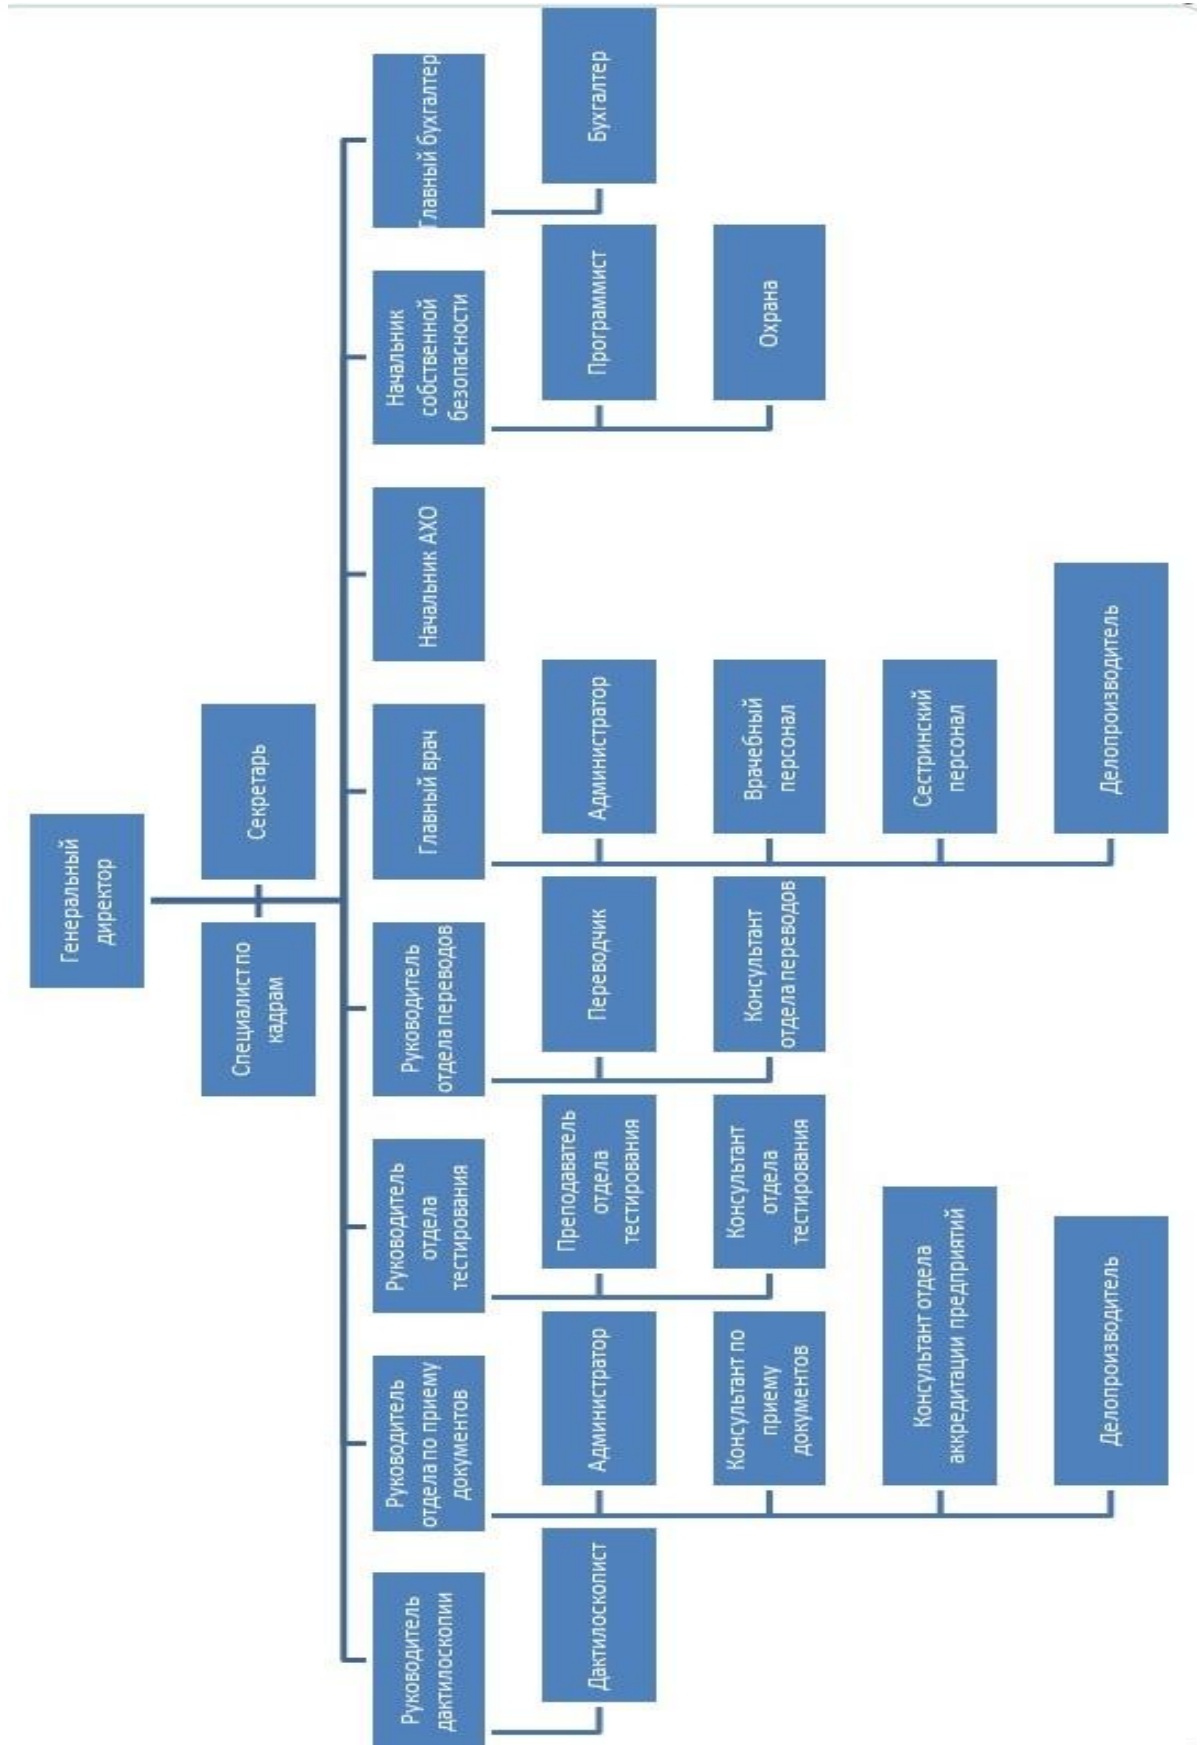 Генеральный
директор
Специалист по
кадрам
Секретарь
Руководитель
дактилоскопии
Руководитель
отдела по приему
документов
Руководитель
отдела
тестирования
Руководитель
отдела переводов
Главный врач
Начальник АХО
Начальник
собственной
безопасности
Главный бухгалтер
Дактилоскопист
Администратор
Преподаватель
отдела
тестирования
Переводчик
Администратор
Программист
Бухгалтер
Консультант по
приему
документов
Консультант
отдела
тестирования
Консультант
отдела переводов
Врачебный
персонал
Охрана
Консультант отдела
аккредитации предприятий
Сестринский
персонал
Делопроизводитель
Делопроизводитель